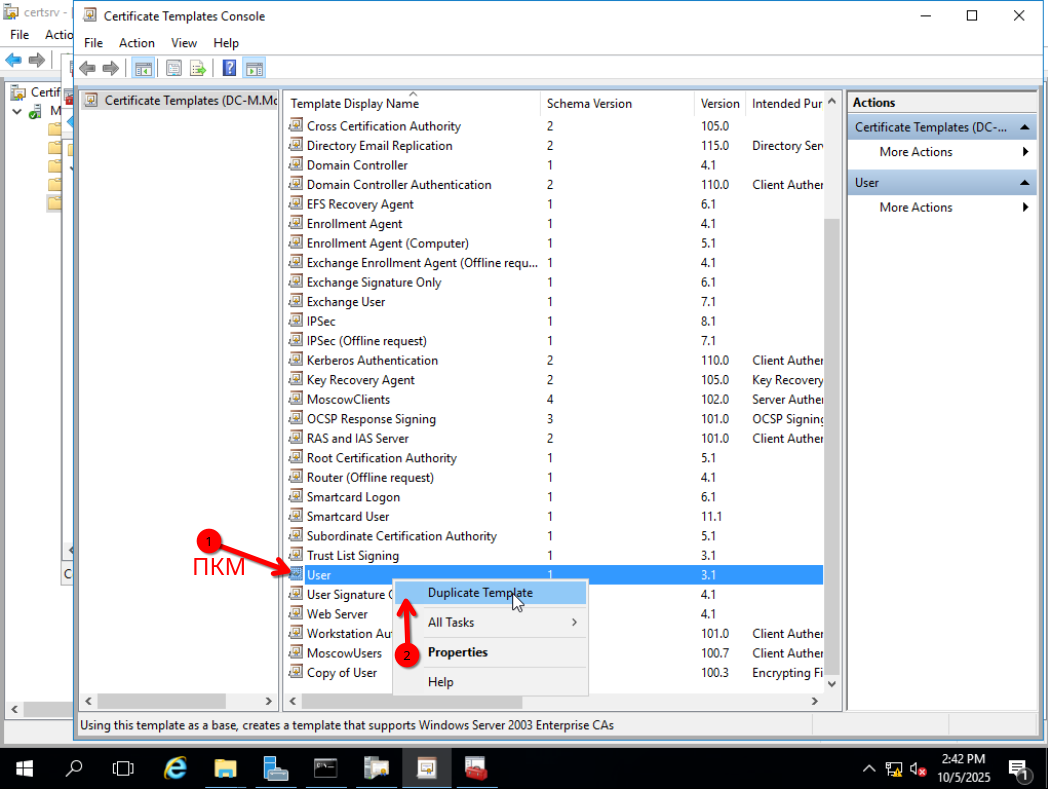 certsrv -
File Actio
Certif
M
C
Certificate Templates Console
File Action View Help
Certificate Templates (DC-M.Mc
Template Display Name Schema Version Version Intended Pur
Cross Certification Authority 2 105.0
Directory Email Replication 2 115.0 Directory Serv
Domain Controller 1 4.1
Domain Controller Authentication 2 110.0 Client Auther
EFS Recovery Agent 1 6.1
Enrollment Agent 1 4.1
Enrollment Agent (Computer) 1 5.1
Exchange Enrollment Agent (Offline requ... 1 4.1
Exchange Signature Only 1 6.1
Exchange User 1 7.1
IPSec 1 8.1
IPSec (Offline request) 1 7.1
Kerberos Authentication 2 110.0 Client Auther
Key Recovery Agent 2 105.0 Key Recovery
MoscowClients 4 102.0 Server Auther
OCSP Response Signing 3 101.0 OCSP Signing
RAS and IAS Server 2 101.0 Client Auther
Root Certification Authority 1 5.1
Router (Offline request) 1 4.1
Smartcard Logon 1 6.1
Smartcard User 1 11.1
Subordinate Certification Authority 1 5.1
Trust List Signing 1 3.1
User 1 3.1
User Signature 4.1
Web Server 4.1
Workstation Au 101.0 Client Auther
MoscowUsers 100.7 Client Auther
Copy of User 100.3 Encrypting Fi
1
ПКМ
2
Duplicate Template
All Tasks
Properties
Help
Actions
Certificate Templates (DC-...
More Actions
User
More Actions
Using this template as a base, creates a template that supports Windows Server 2003 Enterprise CAs
2:42 PM
10/5/2025
1